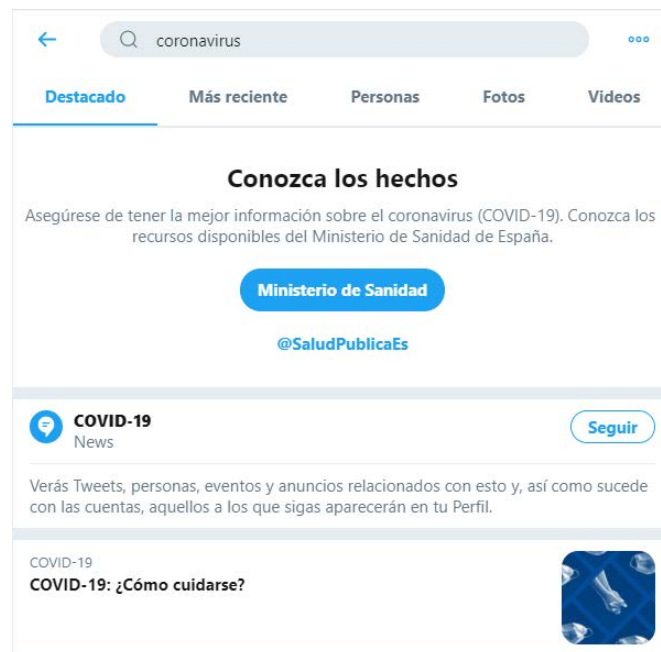 coronavirus
Destacado Más reciente Personas Fotos Videos
Conozca los hechos
Asegúrese de tener la mejor información sobre el coronavirus (COVID-19). Conozca los
recursos disponibles del Ministerio de Sanidad de España.
Ministerio de Sanidad
@SaludPublicaEs
COVID-19
News
Seguir
Verás Tweets, personas, eventos y anuncios relacionados con esto y, así como sucede
con las cuentas, aquellos a los que sigas aparecerán en tu Perfil.
COVID-19
COVID-19: ¿Cómo cuidarse?